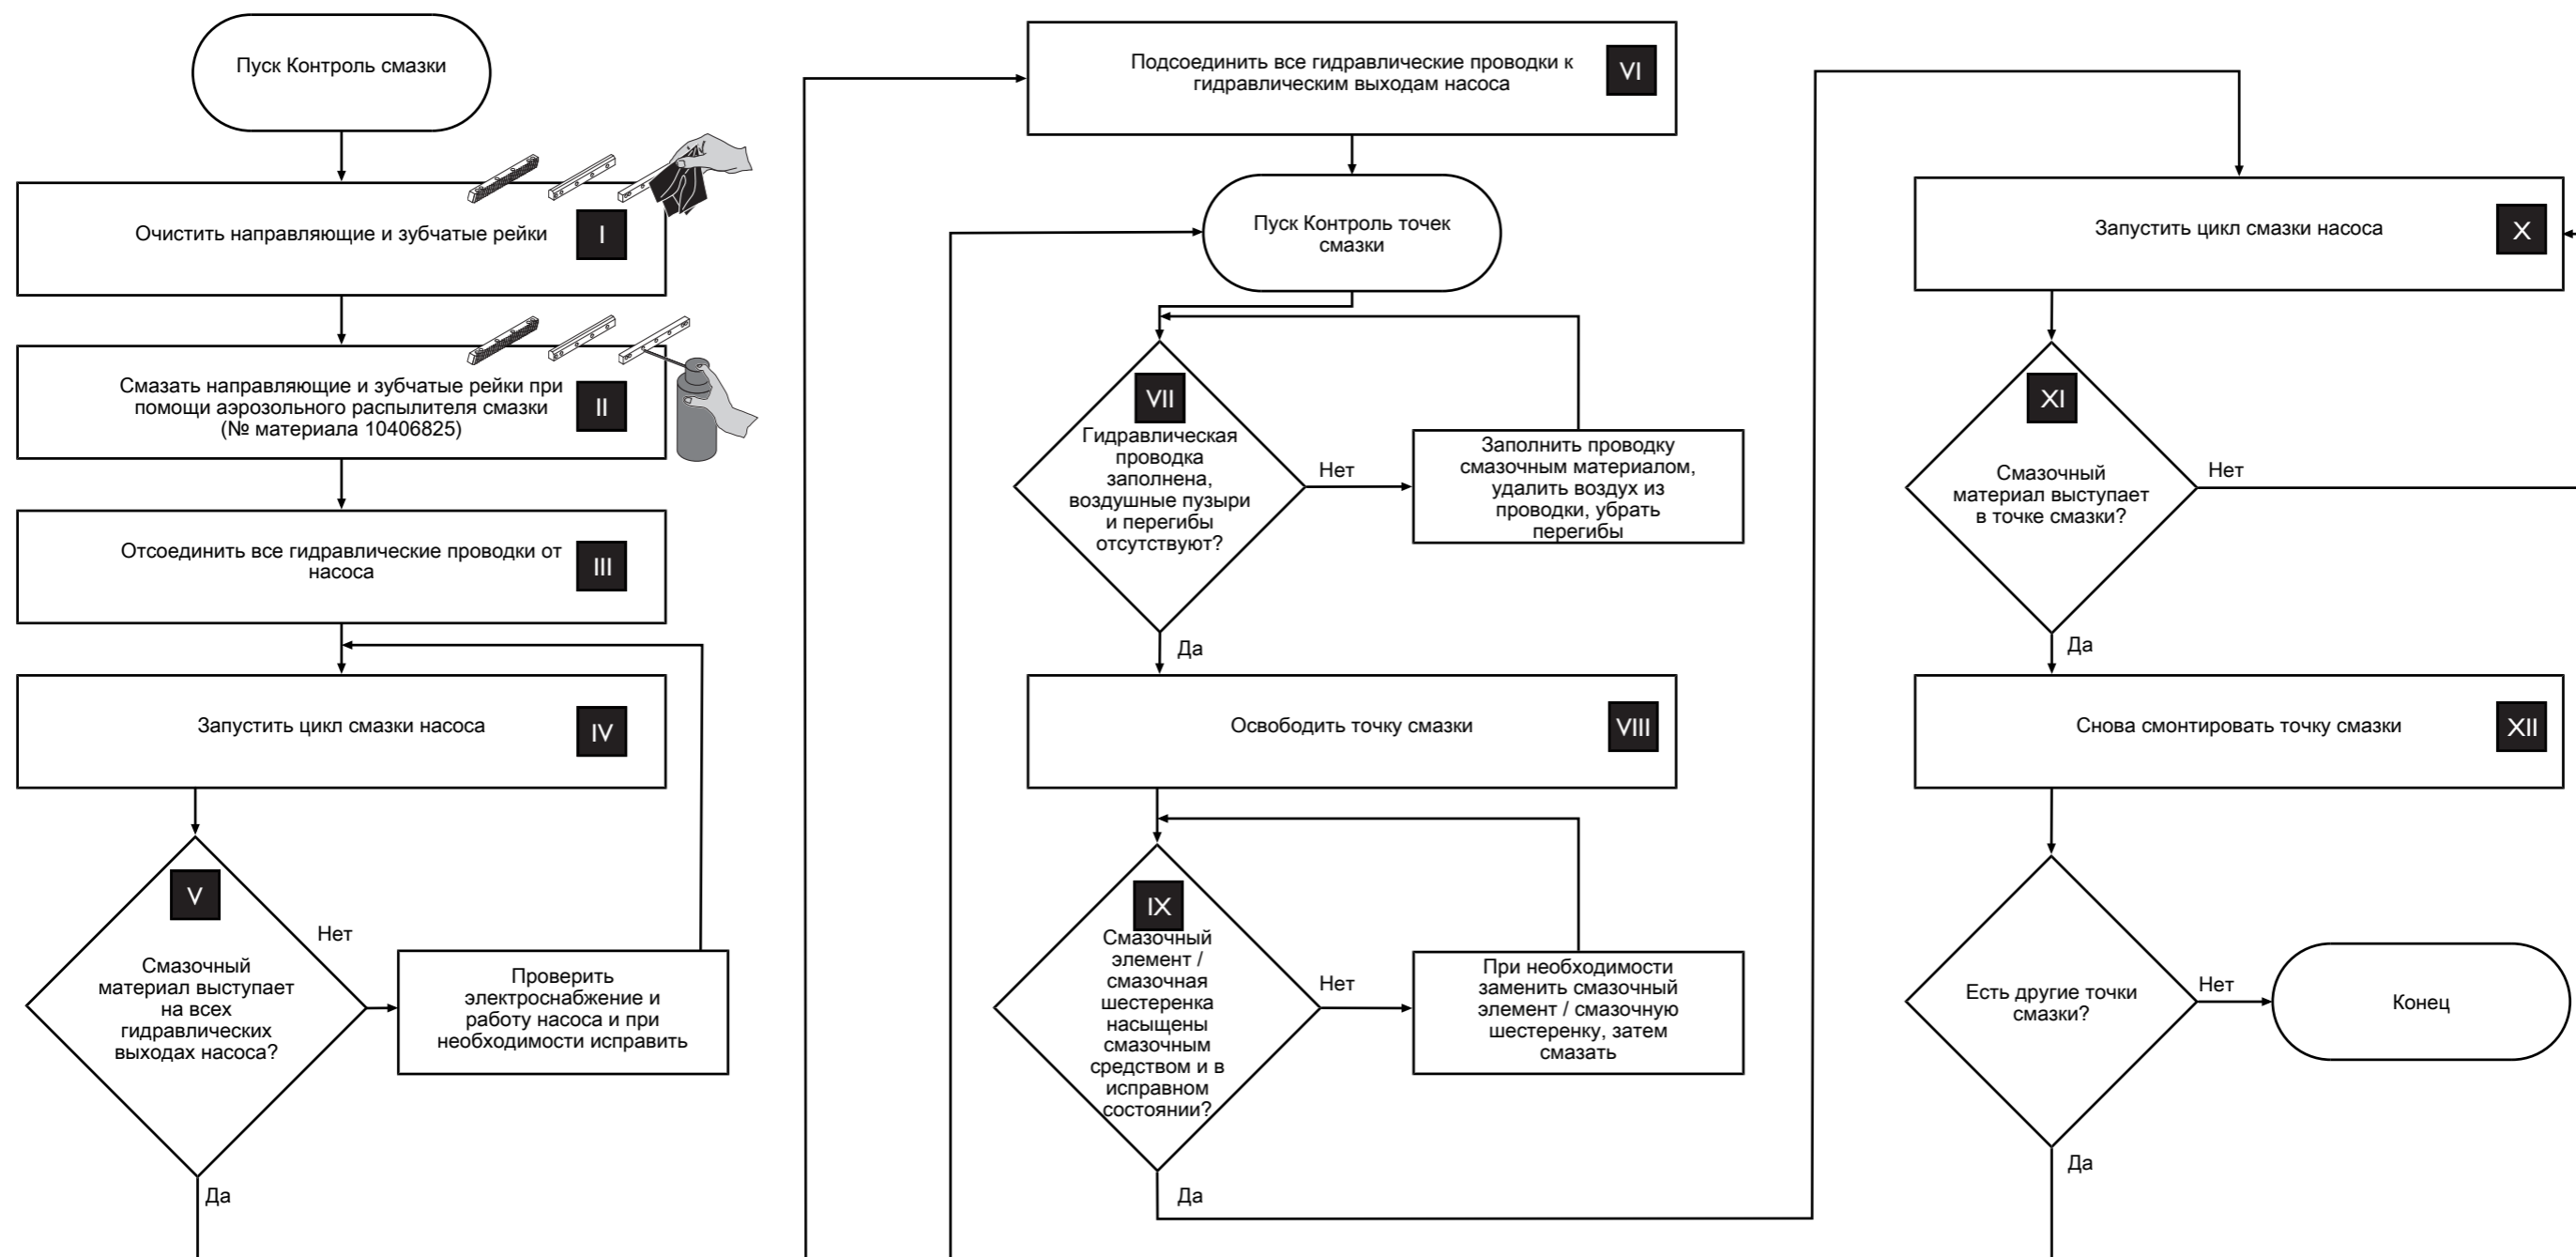 Пуск Контроль смазки
Очистить направляющие и зубчатые рейки
I
Смазать направляющие и зубчатые рейки при
помощи аэрозольного распылителя смазки
(№ материала 10406825)
II
Отсоединить все гидравлические проводки от
насоса
III
Запустить цикл смазки насоса
IV
V
Смазочный
материал выступает
на всех
гидравлических
выходах насоса?
Нет
Проверить
электроснабжение и
работу насоса и при
необходимости исправить
Да
Подсоединить все гидравлические проводки к
гидравлическим выходам насоса
VI
Пуск Контроль точек
смазки
VII
Гидравлическая
проводка
заполнена,
воздушные пузыри
и перегибы
отсутствуют?
Нет
Заполнить проводку
смазочным материалом,
удалить воздух из
проводки, убрать
перегибы
Да
Освободить точку смазки
VIII
IX
Смазочный
элемент /
смазочная
шестеренка
насыщены
смазочным
средством и в
исправном
состоянии?
Нет
При необходимости
заменить смазочный
элемент / смазочную
шестеренку, затем
смазать
Да
Запустить цикл смазки насоса
X
XI
Смазочный
материал выступает
в точке смазки?
Нет
Да
Снова смонтировать точку смазки
XII
Есть другие точки
смазки?
Нет
Конец
Да